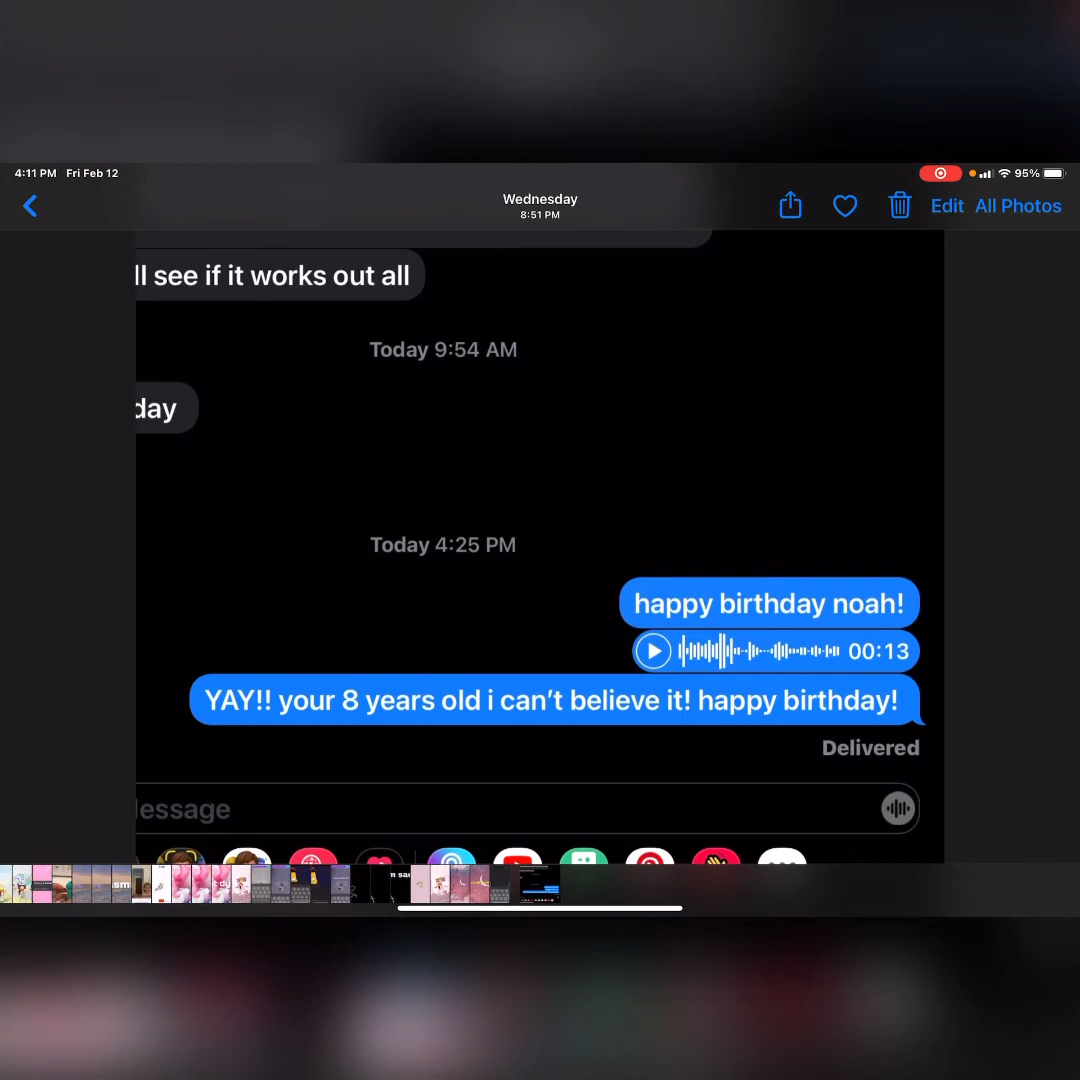 4:11 PM Fri Feb 12
95%
Wednesday
8:51 PM
Edit All Photos
ll see if it works out all
Today 9:54 AM
day
Today 4:25 PM
happy birthday noah!
00:13
YAY!! your 8 years old i can’t believe it! happy birthday!
Delivered
essage